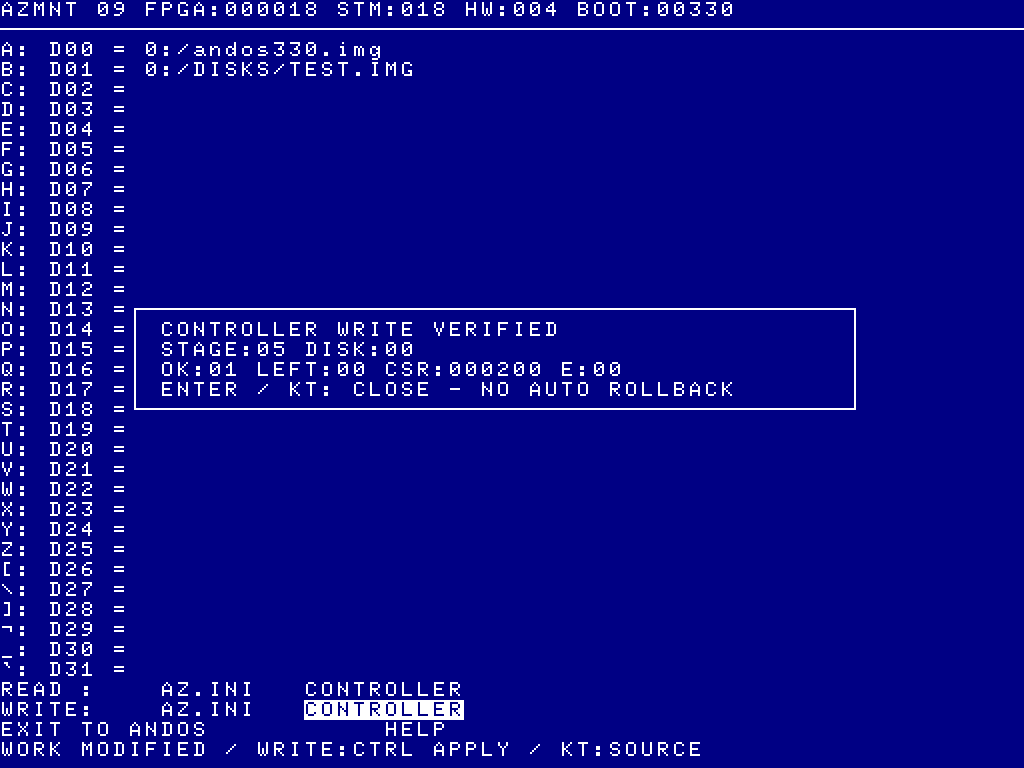 AZMNT 09 FPGA:000018 STM:018 HW:004 BOOT:00330
A: D00 = 0:/andos330.img
B: D01 = 0:/DISKS/TEST.IMG
C: D02 =
D: D03 =
E: D04 =
F: D05 =
G: D06 =
H: D07 =
I: D08 =
J: D09 =
K: D10 =
L: D11 =
M: D12 =
N: D13 =
O: D14 =
P: D15 =
Q: D16 =
R: D17 =
S: D18 =
CONTROLLER WRITE VERIFIED
STAGE:05 DISK:00
OK:01 LEFT:00 CSR:000200 E:00
ENTER / KT: CLOSE - NO AUTO ROLLBACK
T: D19 =
U: D20 =
V: D21 =
W: D22 =
X: D23 =
Y: D24 =
Z: D25 =
[: D26 =
\: D27 =
]: D28 =
¬: D29 =
_: D30 =
`: D31 =
READ : AZ.INI CONTROLLER
WRITE: AZ.INI CONTROLLER
EXIT TO ANDOS HELP
WORK MODIFIED / WRITE:CTRL APPLY / KT:SOURCE